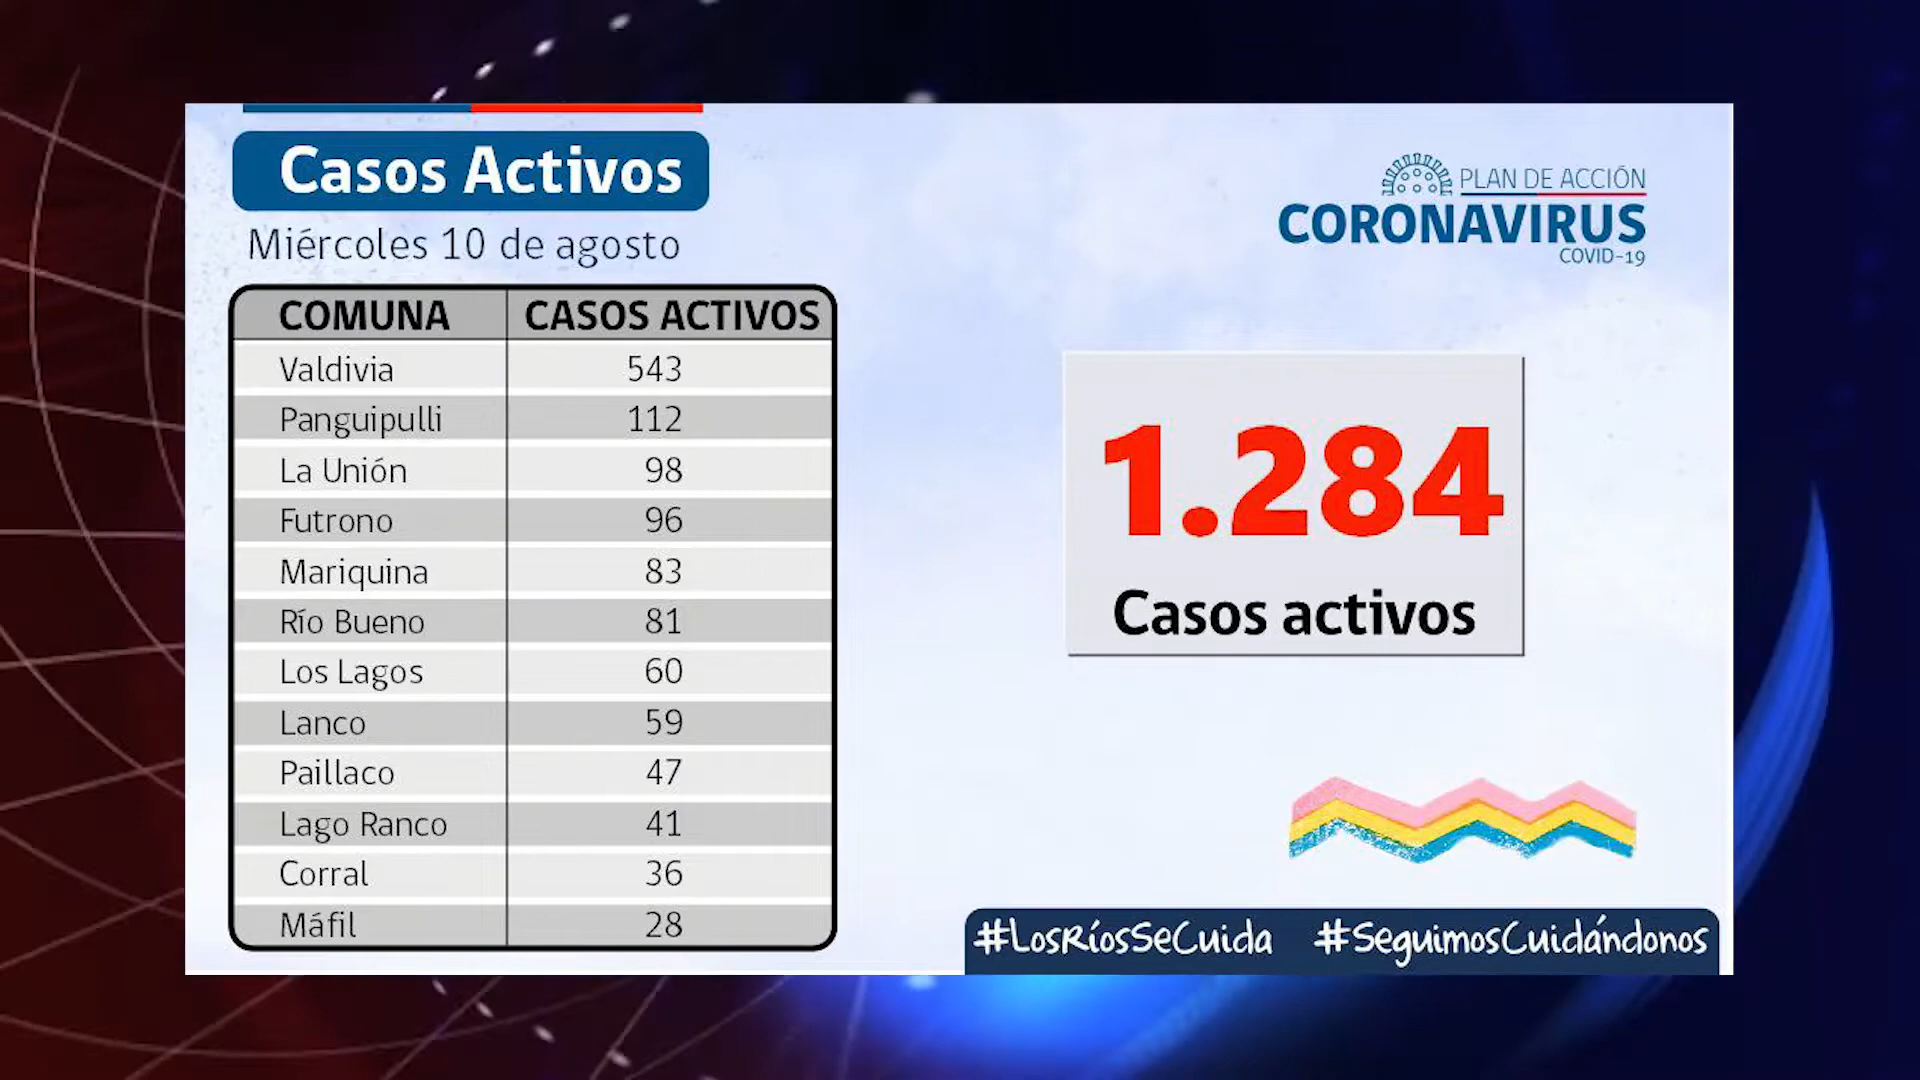 Casos Activos
Miércoles 10 de agosto
PLAN DE ACCIÓN
CORONAVIRUS
COVID-19
COMUNA CASOS ACTIVOS
Valdivia 543
Panguipulli 112
La Unión 98
Futrono 96
Mariquina 83
Río Bueno 81
Los Lagos 60
Lanco 59
Paillaco 47
Lago Ranco 41
Corral 36
Máfil 28
1.284
Casos activos
#LosRíosSeCuida #SeguimosCuidándonos